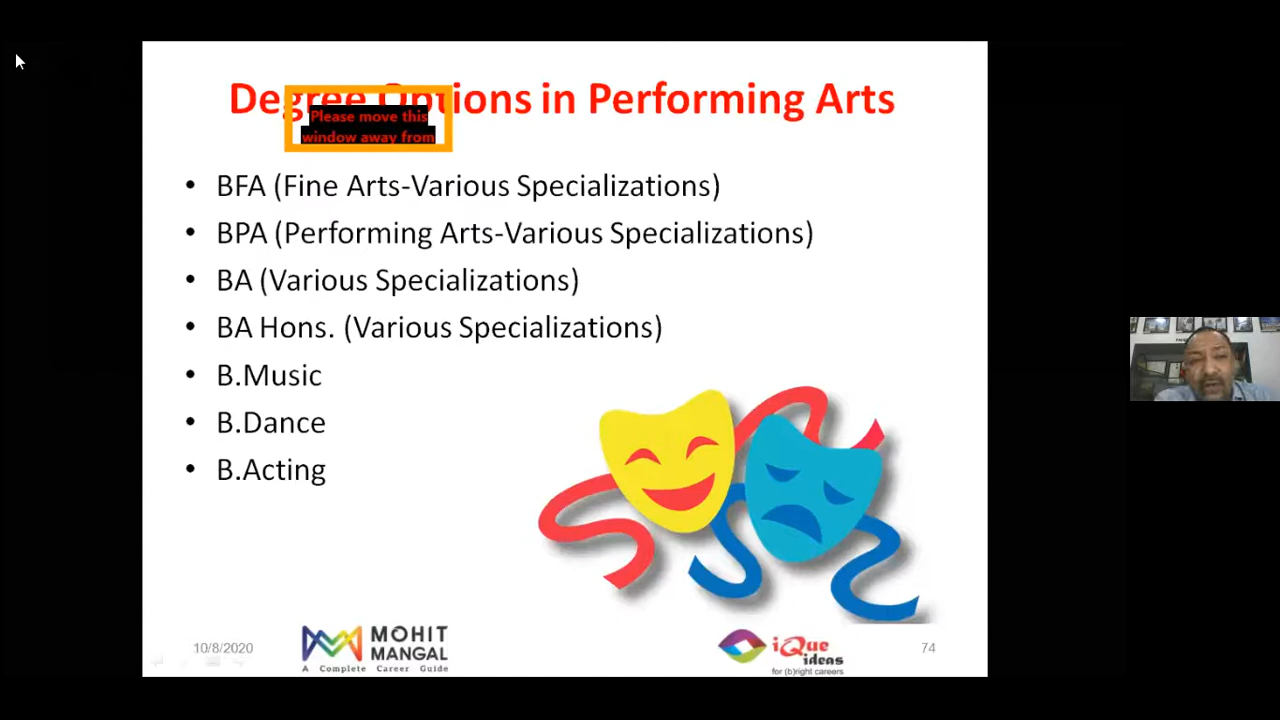 Degree Options in Performing Arts
Please move this
window away from
• BFA (Fine Arts-Various Specializations)
• BPA (Performing Arts-Various Specializations)
• BA (Various Specializations)
• BA Hons. (Various Specializations)
• B.Music
• B.Dance
• B.Acting
10/8/2020
MOHIT
MANGAL
A Complete Career Guide
iQue
ideas
for (b)right careers
74